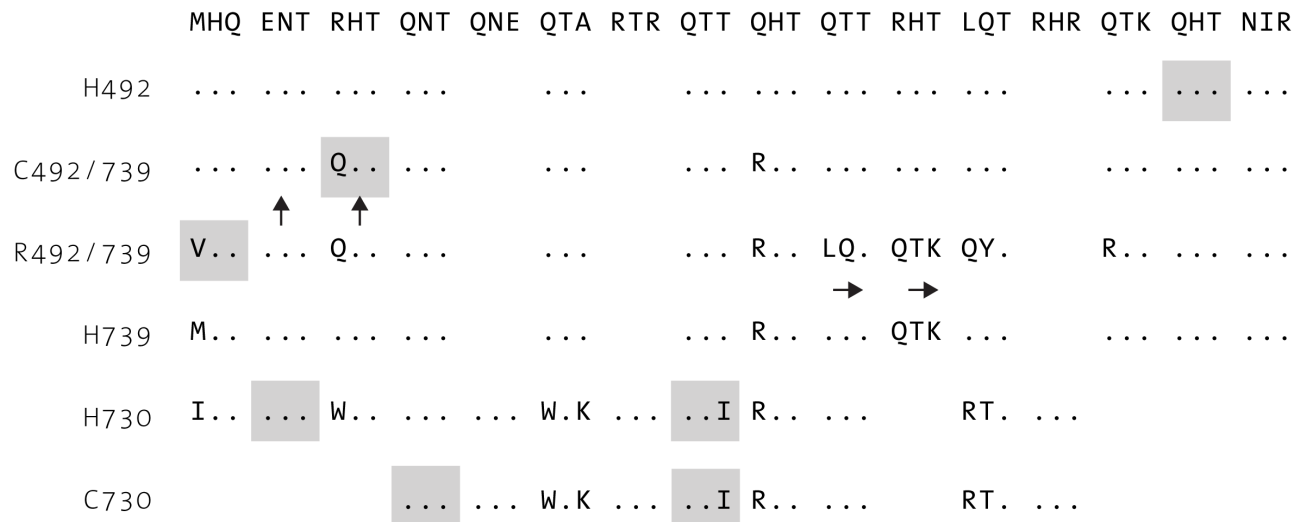 MHQ ENT RHT QNT QNE QTA RTR QTT QHT QTT RHT LQT RHR QTK QHT NIR
H492 ... ... ... ... ... ... ... ... ... ... ... ... ...
C492/739 ... ... Q.. ... ... ... R.. ... ... ... ... ... ...
R492/739 V.. ... Q.. ... ... ... R.. LQ. QTK QY. R.. ... ...
H739 M.. ... ... ... ... ... R.. ... QTK ... ... ... ...
H730 I.. ... W.. ... ... W.K ... ..I R.. ... RT. ...
C730 ... ... W.K ... ..I R.. ... RT. ...